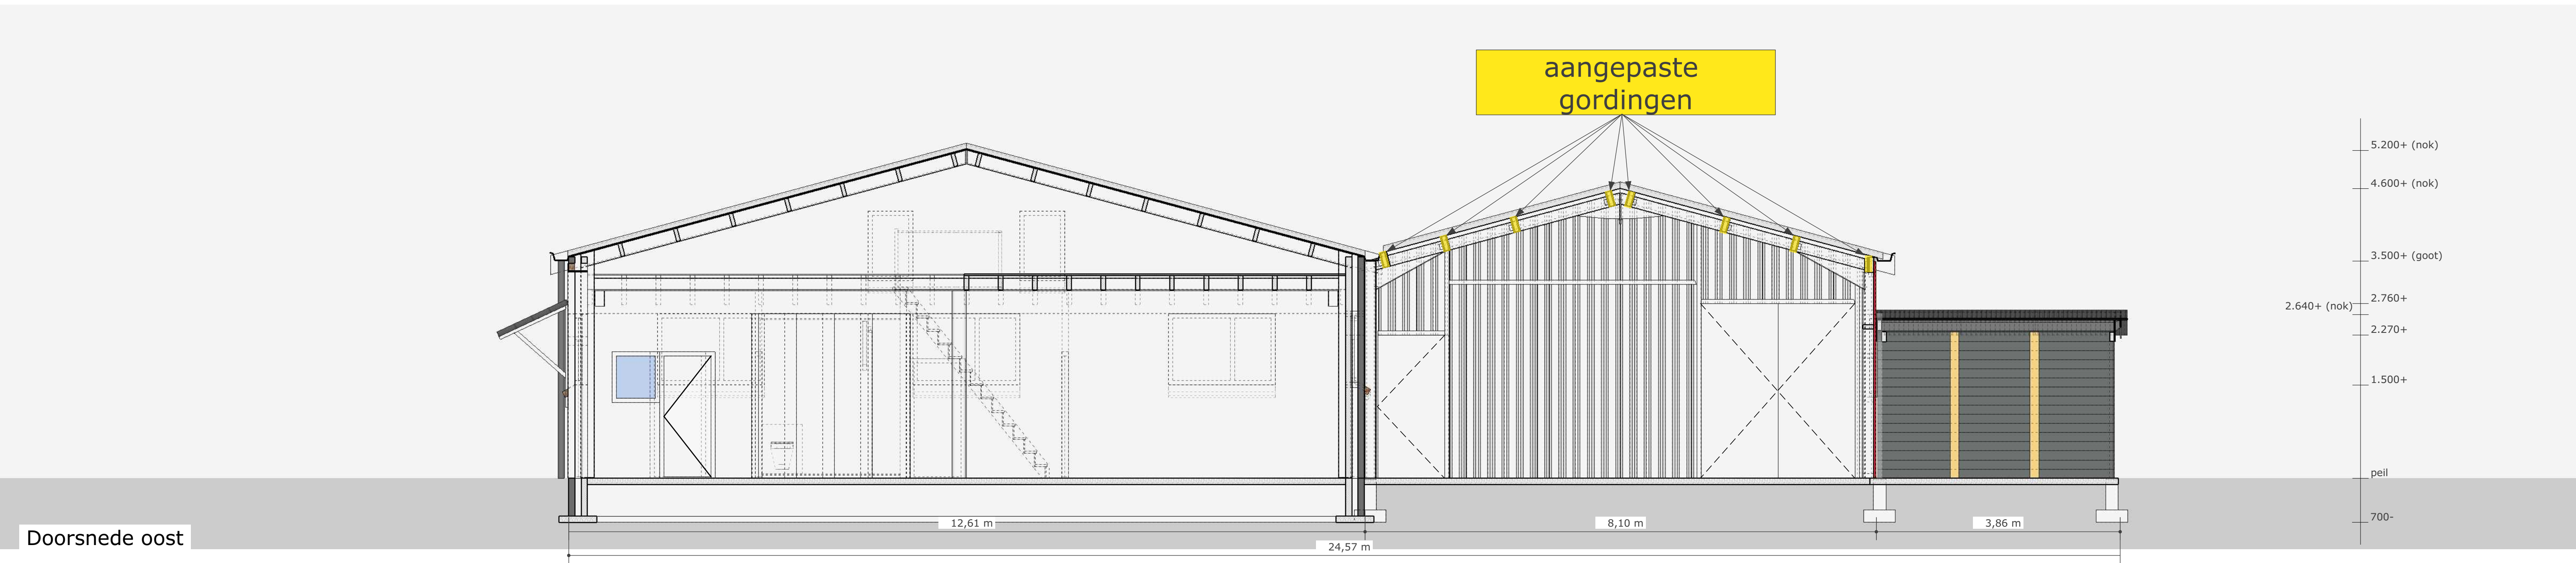 aangepaste
gordingen
5.200+ (nok)
4.600+ (nok)
3.500+ (goot)
2.760+
2.640+ (nok)
2.270+
1.500+
peil
700-
12,61 m
8,10 m
3,86 m
Doorsnede oost
24,57 m